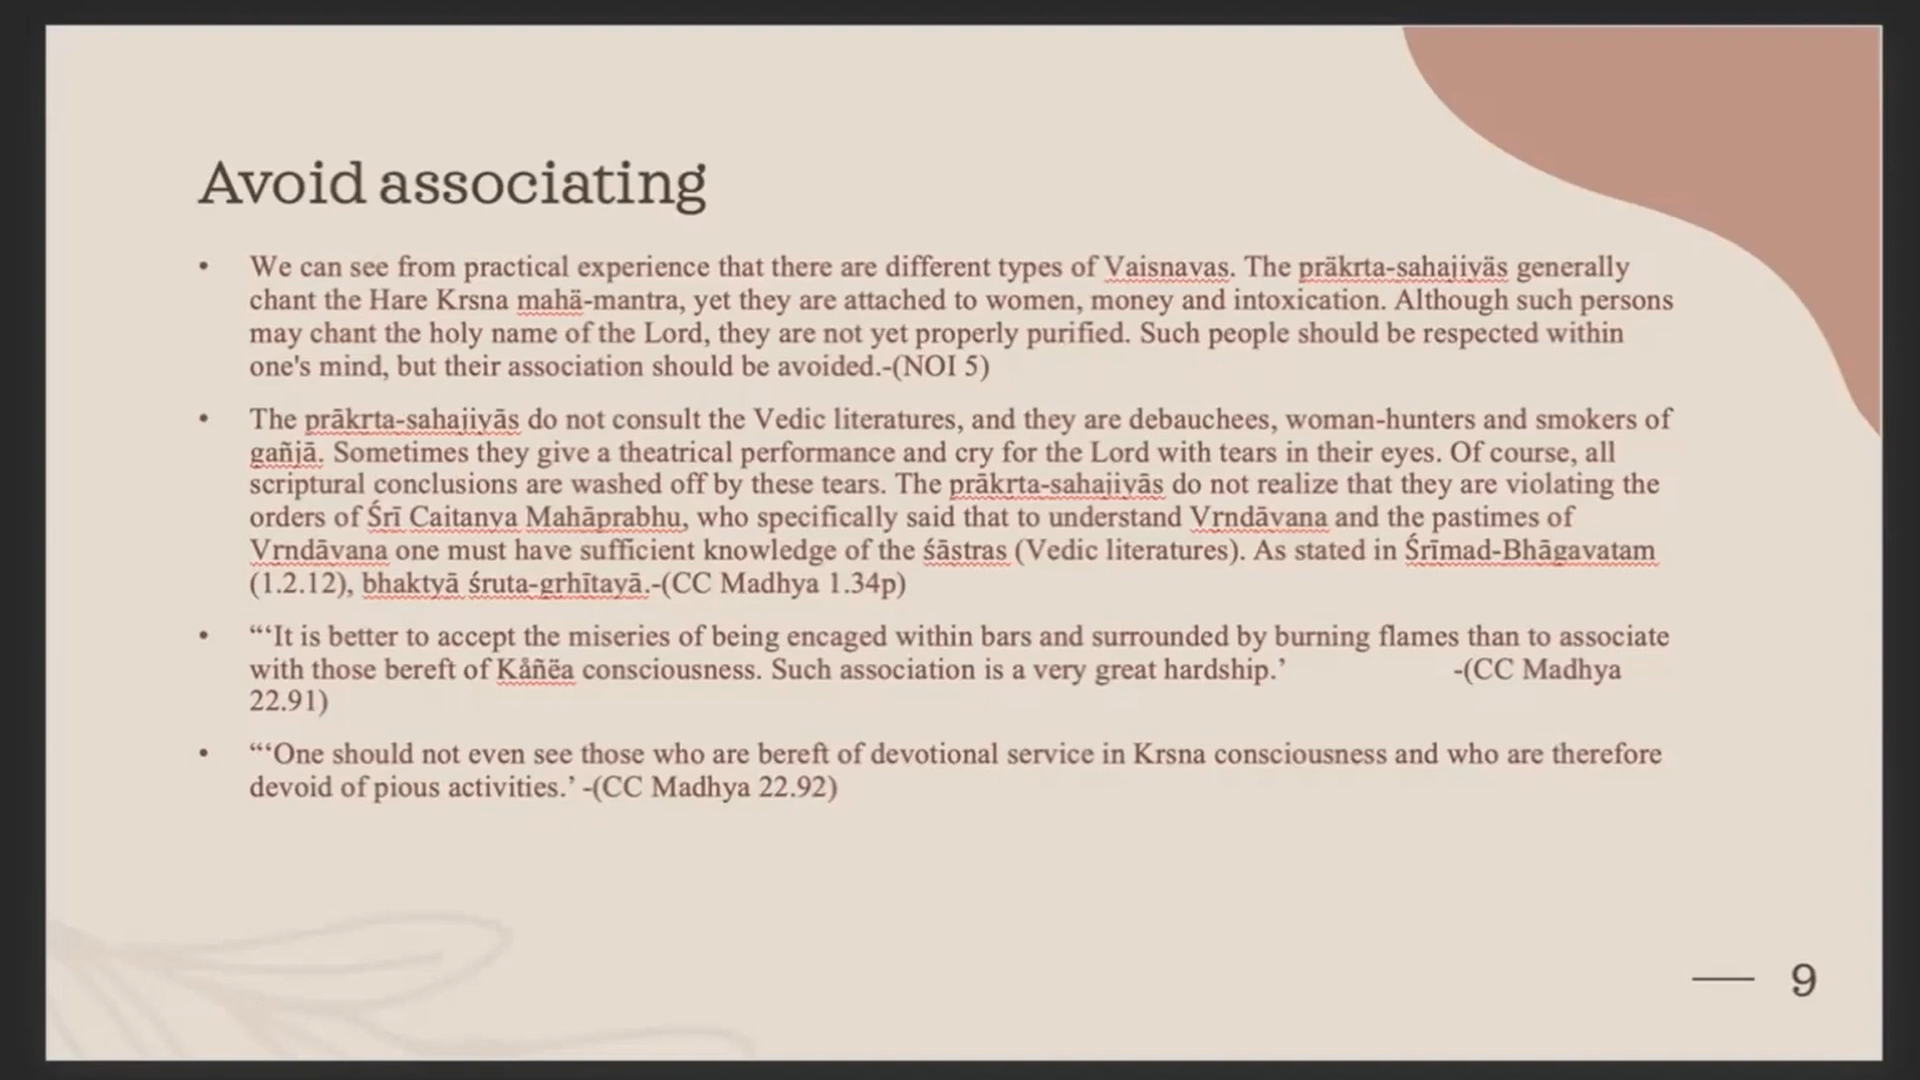 Avoid associating
• We can see from practical experience that there are different types of Vaisnavas. The präkrta-sahajiyäs generally
chant the Hare Krsna mahä-mantra, yet they are attached to women, money and intoxication. Although such persons
may chant the holy name of the Lord, they are not yet properly purified. Such people should be respected within
one's mind, but their association should be avoided.-(NOI 5)
• The prākrta-sahajiyās do not consult the Vedic literatures, and they are debauchees, woman-hunters and smokers of
gañjā. Sometimes they give a theatrical performance and cry for the Lord with tears in their eyes. Of course, all
scriptural conclusions are washed off by these tears. The prākrta-sahajiyās do not realize that they are violating the
orders of Śrī Caitanya Mahāprabhu, who specifically said that to understand Vrndāvana and the pastimes of
Vrndāvana one must have sufficient knowledge of the śāstras (Vedic literatures). As stated in Śrīmad-Bhāgavatam
(1.2.12), bhaktyā śruta-grhītayā.-(CC Madhya 1.34p)
• “‘It is better to accept the miseries of being encaged within bars and surrounded by burning flames than to associate
with those bereft of Kåñëa consciousness. Such association is a very great hardship.’ -(CC Madhya
22.91)
• “‘One should not even see those who are bereft of devotional service in Krsna consciousness and who are therefore
devoid of pious activities.’ -(CC Madhya 22.92)
9